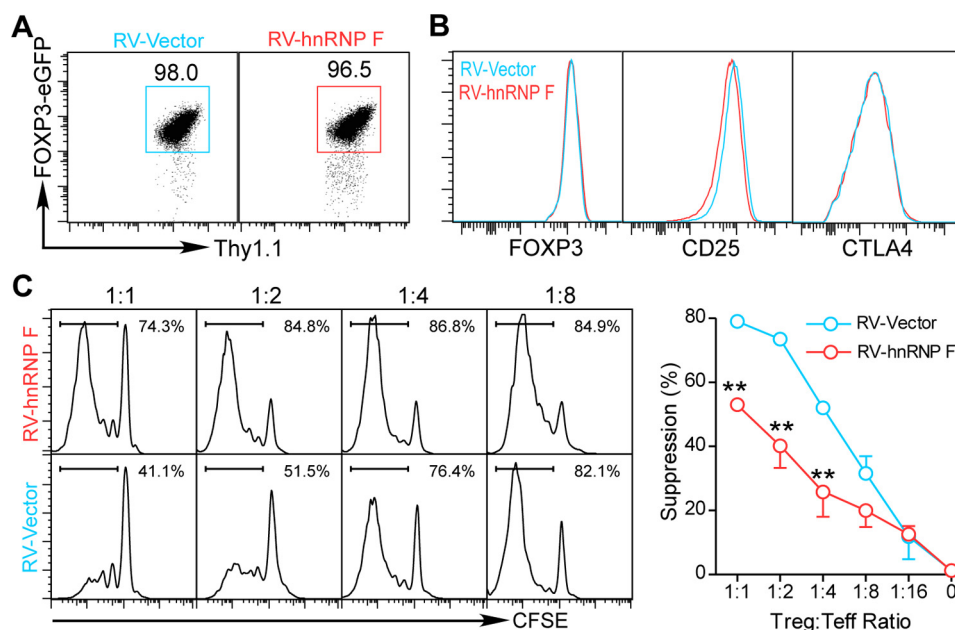 A
RV-Vector
RV-hnRNP F
98.0
96.5
FOXP3-eGFP
Thy1.1
B
RV-Vector
RV-hnRNP F
FOXP3
CD25
CTLA4
C
1:1
1:2
1:4
1:8
RV-hnRNP F
74.3%
84.8%
86.8%
84.9%
RV-Vector
41.1%
51.5%
76.4%
82.1%
CFSE
RV-Vector
RV-hnRNP F
Suppression (%)
80
60
40
20
0
**
**
**
1:1
1:2
1:4
1:8
1:16
0
Treg:Teff Ratio